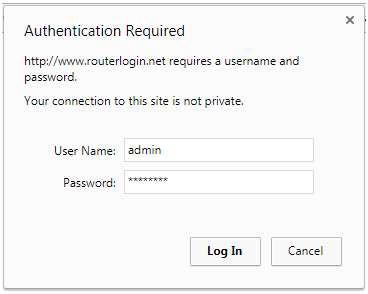 Authentication Required
http://www.routerlogin.net requires a username and
password.
Your connection to this site is not private.
User Name: admin
Password: ********
Log In Cancel